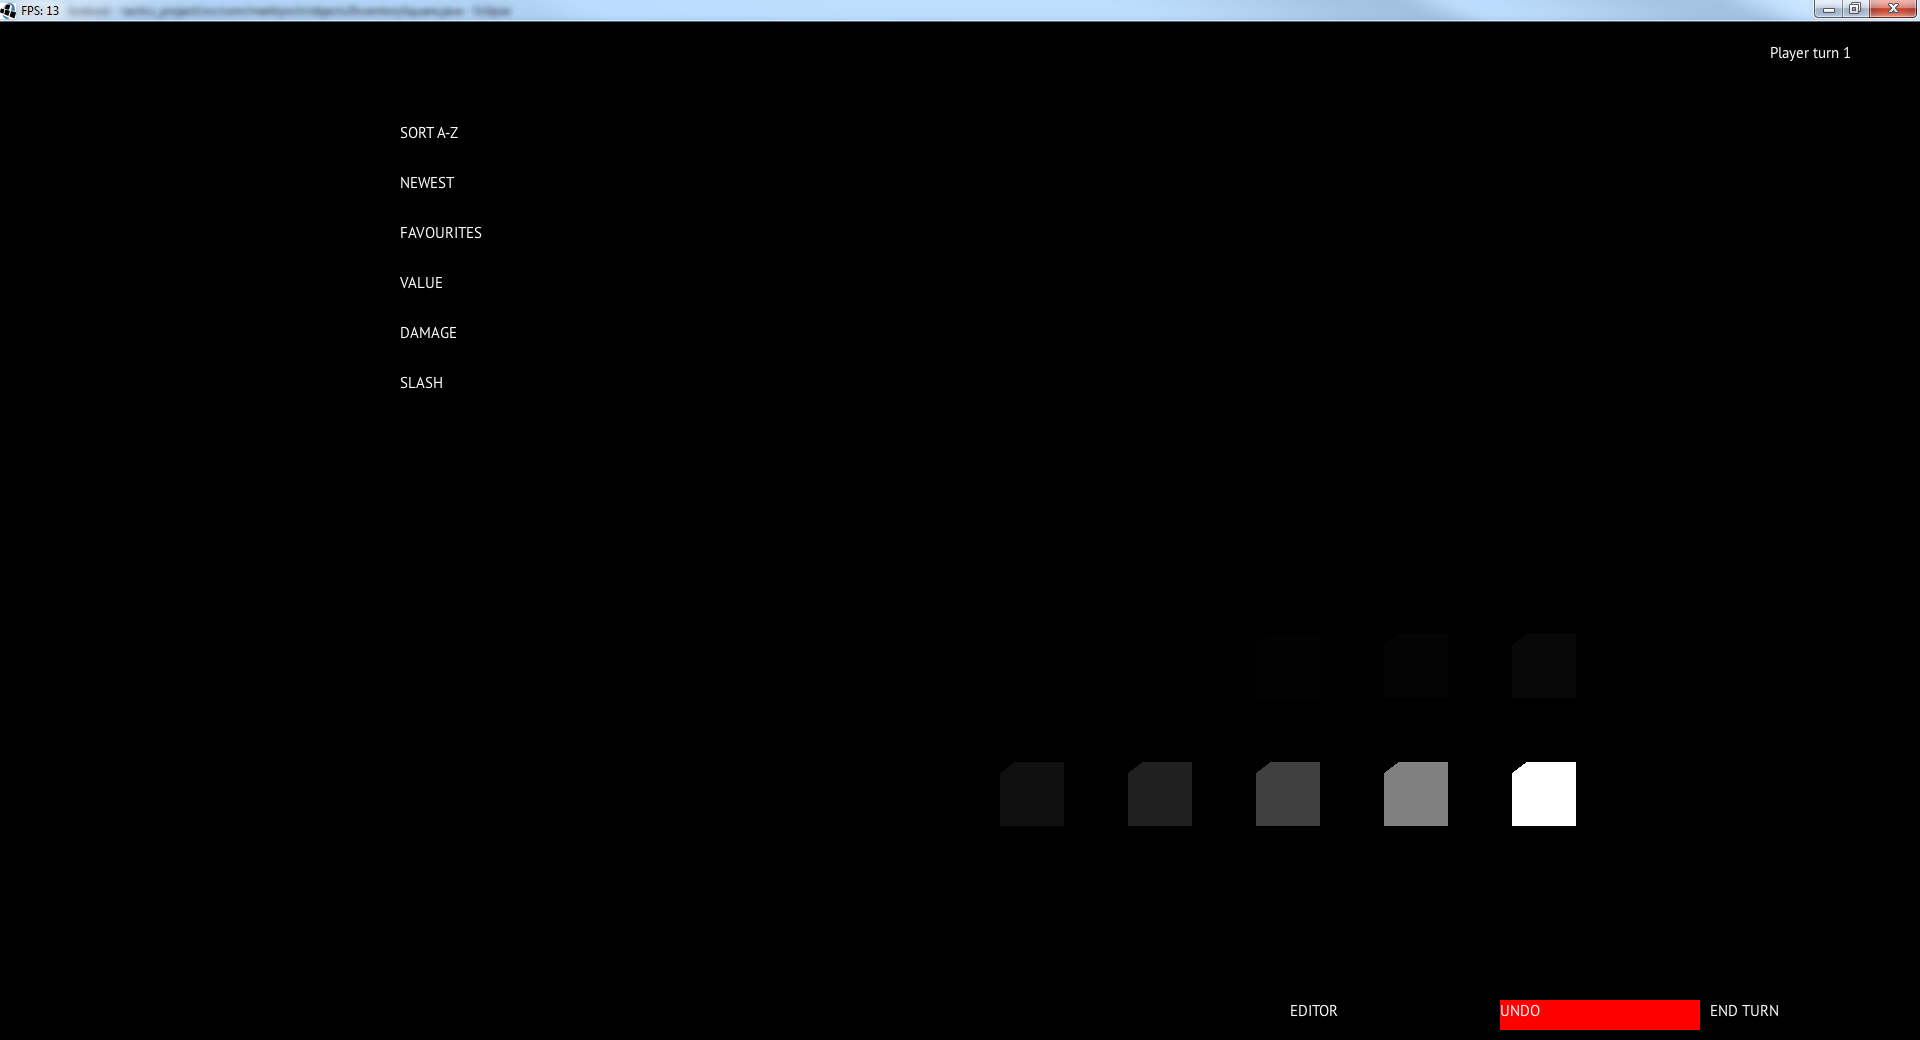 FPS: 13
Player turn 1
SORT A-Z
NEWEST
FAVOURITES
VALUE
DAMAGE
SLASH
EDITOR
UNDO
END TURN